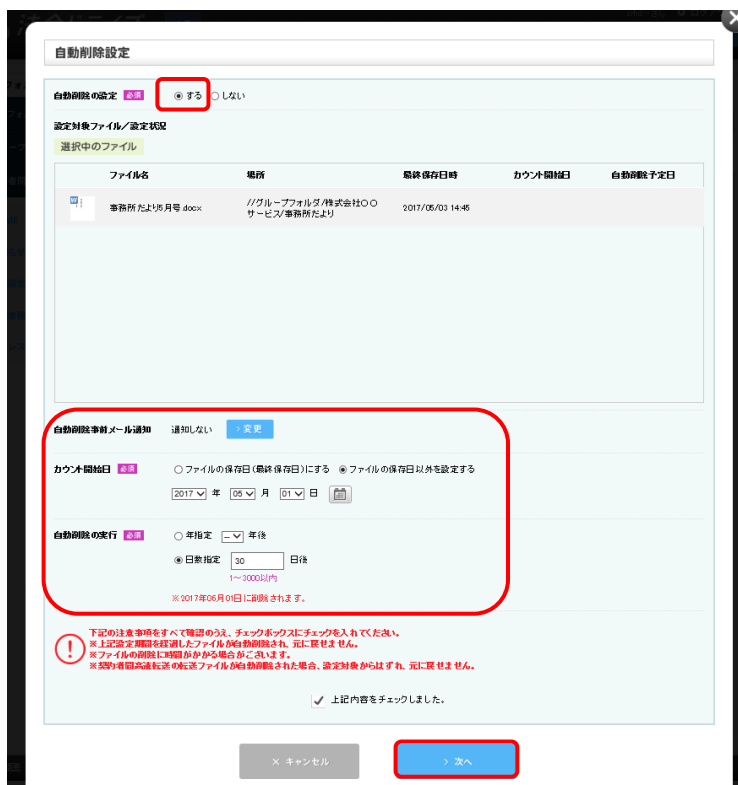 自動削除設定
自動削除の設定 必須 する しない
設定対象ファイル/設定状況
選択中のファイル
ファイル名 場所 最終保存日時 カウント開始日 自動削除予定日
事務所だより5月号.docx //グループフォルダ/株式会社〇〇サービス/事務所だより 2017/05/03 14:45
自動削除事前メール通知 通知しない > 変更
カウント開始日 必須 ファイルの保存日(最終保存日)にする ファイルの保存日以外を設定する
2017 年 05 月 01 日
自動削除の実行 必須 年指定 -- 年後
日数指定 30 日後
1~3000以内
※2017年06月01日に削除されます。
下記の注意事項をすべて確認のうえ、チェックボックスにチェックを入れてください。
※上記設定期間を経過したファイルが自動削除され、元に戻せません。
※ファイルの削除に時間がかかる場合がございます。
※契約者間高速転送の転送ファイルが自動削除された場合、設定対象からはずれ、元に戻せません。
上記内容をチェックしました。
× キャンセル > 次へ